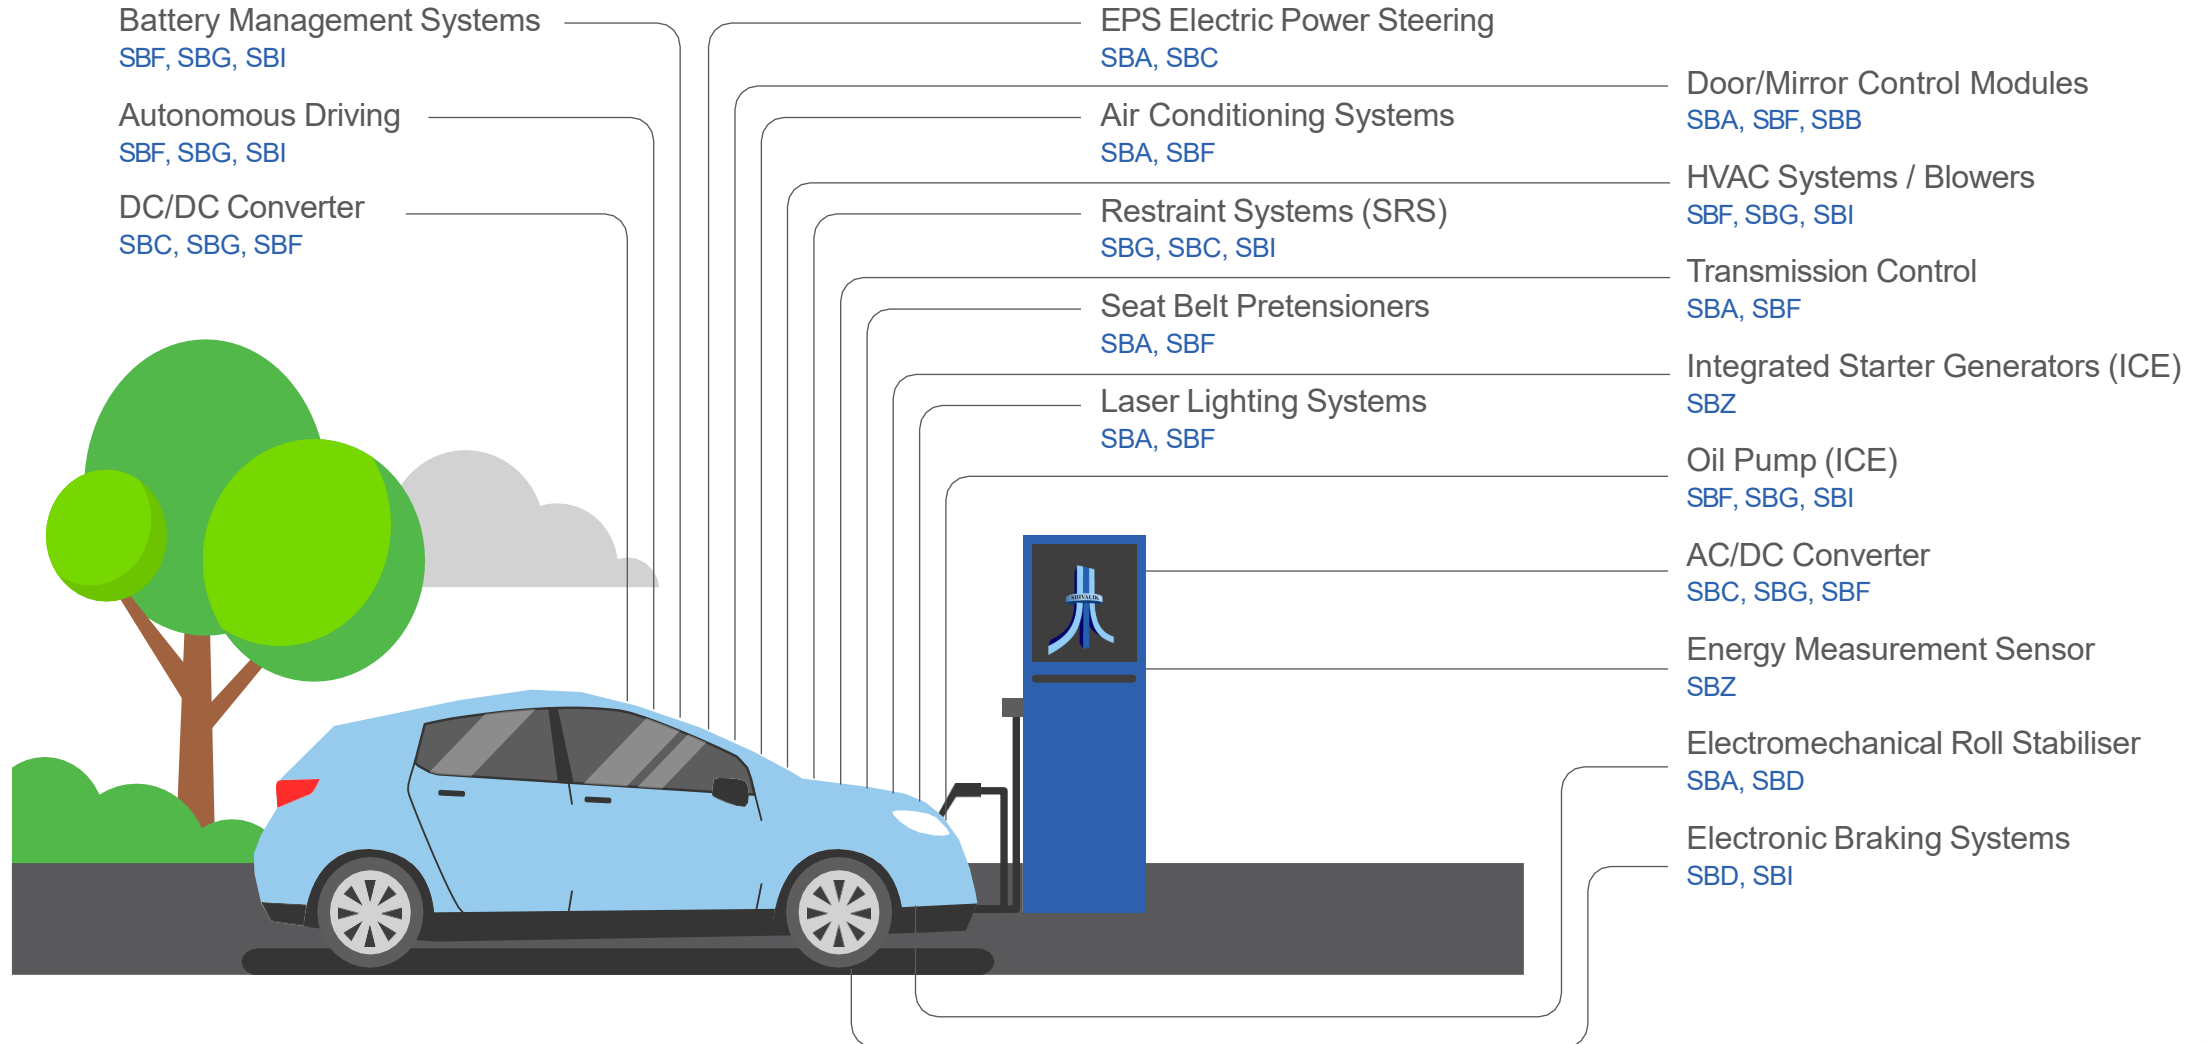 Battery Management Systems
SBF, SBG, SBI
Autonomous Driving
SBF, SBG, SBI
DC/DC Converter
SBC, SBG, SBF
EPS Electric Power Steering
SBA, SBC
Air Conditioning Systems
SBA, SBF
Restraint Systems (SRS)
SBG, SBC, SBI
Seat Belt Pretensioners
SBA, SBF
Laser Lighting Systems
SBA, SBF
Door/Mirror Control Modules
SBA, SBF, SBB
HVAC Systems / Blowers
SBF, SBG, SBI
Transmission Control
SBA, SBF
Integrated Starter Generators (ICE)
SBZ
Oil Pump (ICE)
SBF, SBG, SBI
AC/DC Converter
SBC, SBG, SBF
Energy Measurement Sensor
SBZ
Electromechanical Roll Stabiliser
SBA, SBD
Electronic Braking Systems
SBD, SBI
SHIVALIK